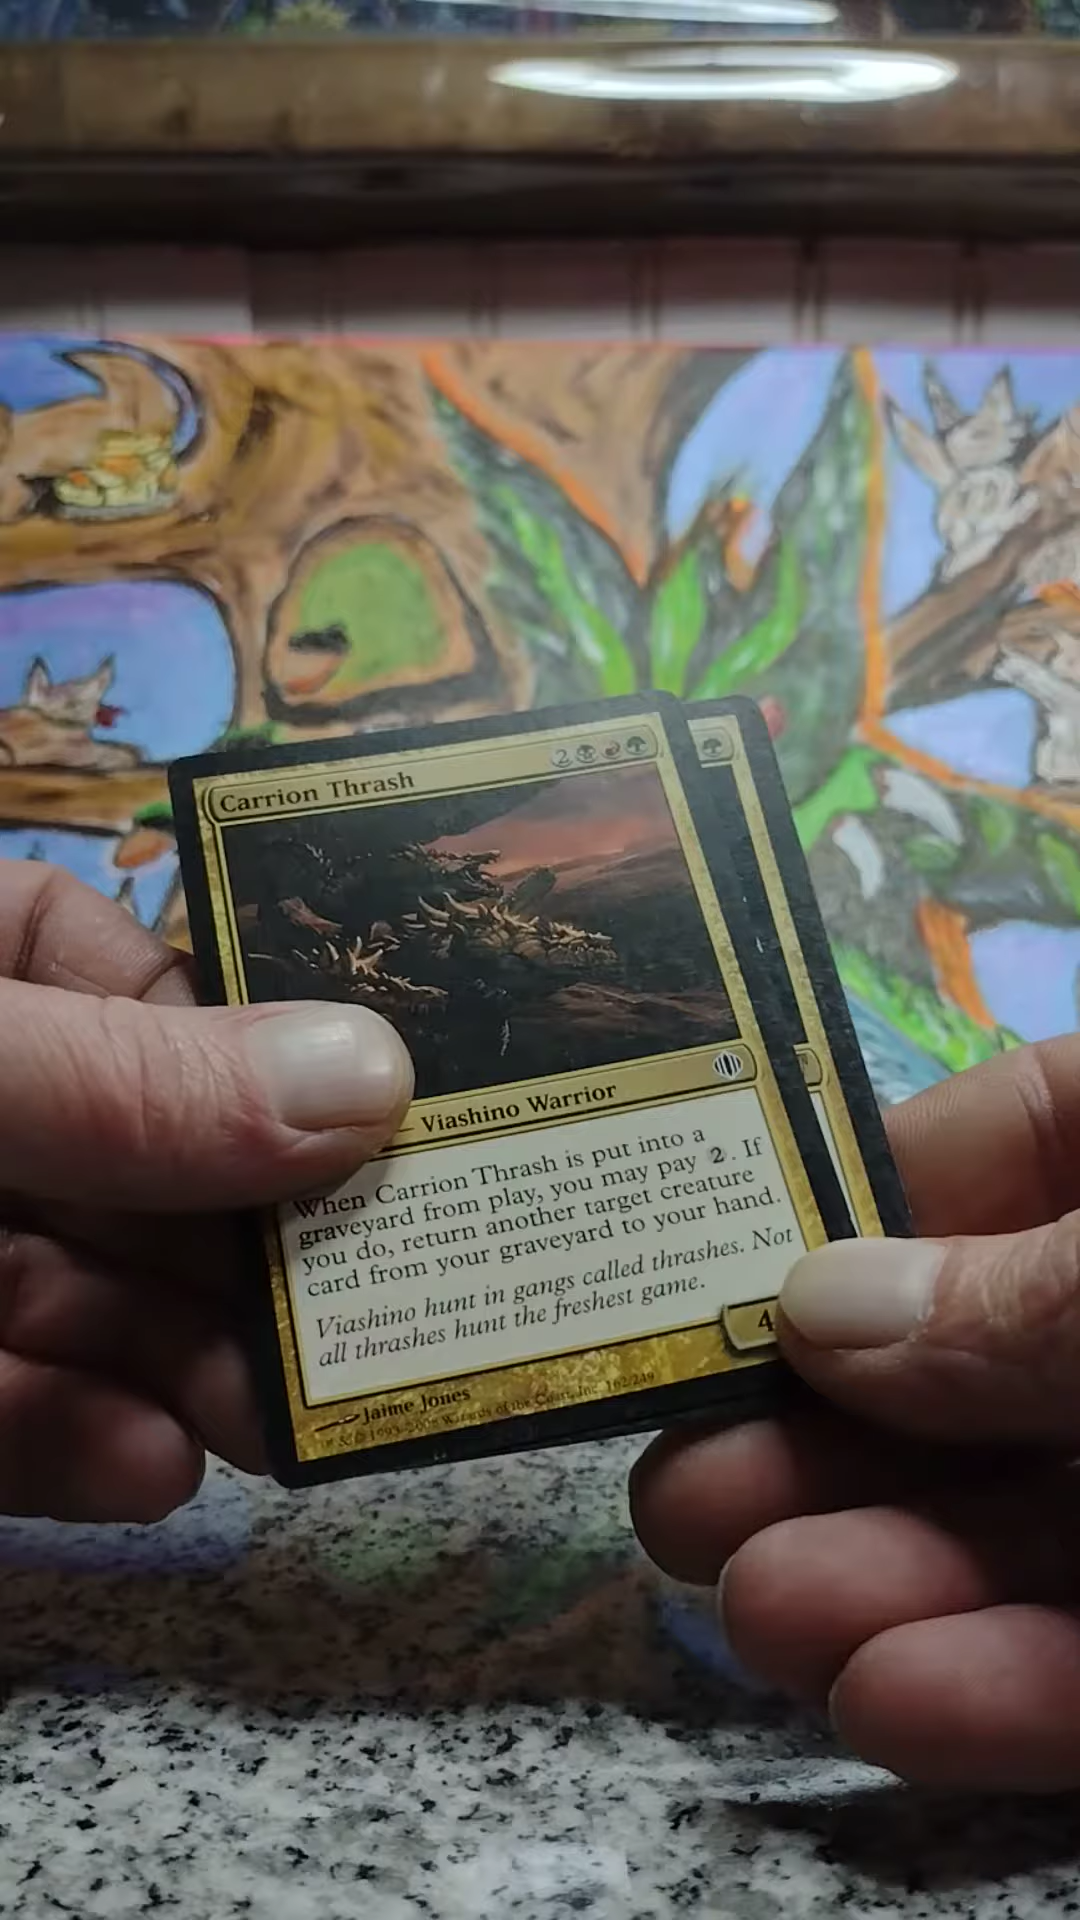 Carrion Thrash 2
– Viashino Warrior
When Carrion Thrash is put into a
graveyard from play, you may pay 2. If
you do, return another target creature
card from your graveyard to your hand.
Viashino hunt in gangs called thrashes. Not
all thrashes hunt the freshest game.
4
Jaime Jones
1993-2008 Wizards of the Coast, Inc. 162/249